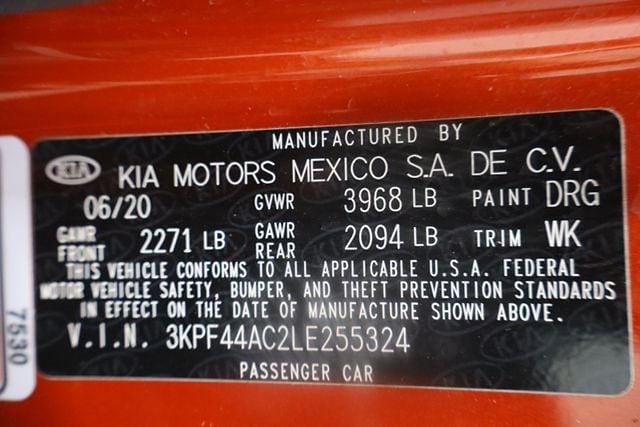 MANUFACTURED BY
KIA KIA MOTORS MEXICO S.A. DE C.V.
06/20 GVWR 3968 LB PAINT DRG
GAWR FRONT 2271 LB GAWR REAR 2094 LB TRIM WK
THIS VEHICLE CONFORMS TO ALL APPLICABLE U.S.A. FEDERAL
MOTOR VEHICLE SAFETY, BUMPER, AND THEFT PREVENTION STANDARDS
IN EFFECT ON THE DATE OF MANUFACTURE SHOWN ABOVE.
V.I.N. 3KPF44AC2LE255324
PASSENGER CAR
7530